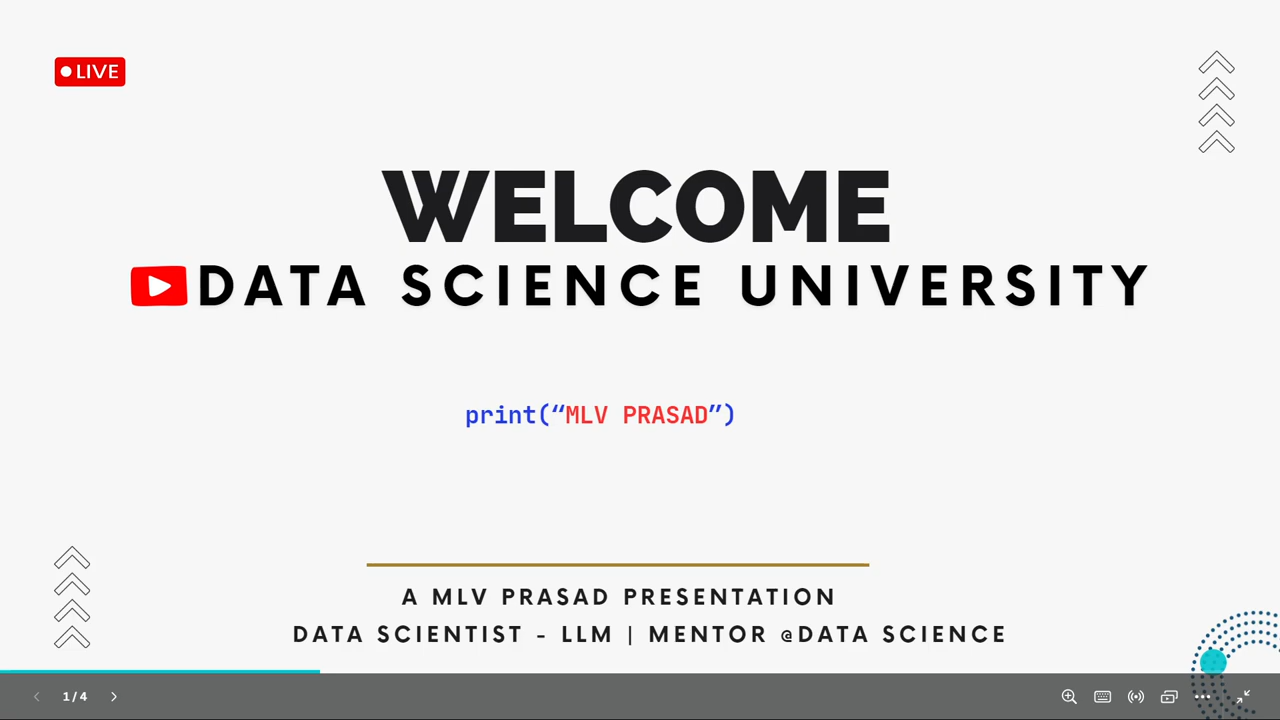 LIVE
WELCOME
DATA SCIENCE UNIVERSITY
print(“MLV PRASAD”)
A MLV PRASAD PRESENTATION
DATA SCIENTIST - LLM | MENTOR @DATA SCIENCE
1/4